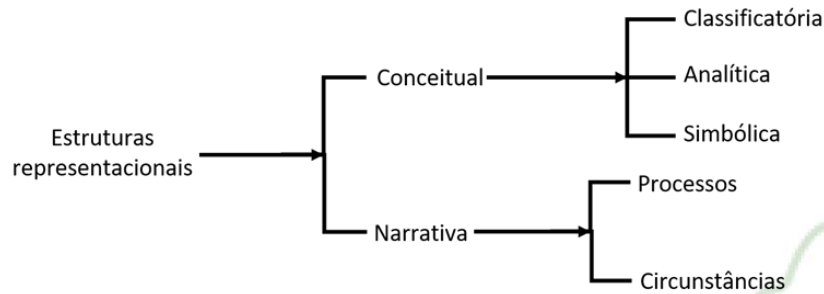 Estruturas
representacionais
Conceitual
Classificatória
Analítica
Simbólica
Narrativa
Processos
Circunstâncias